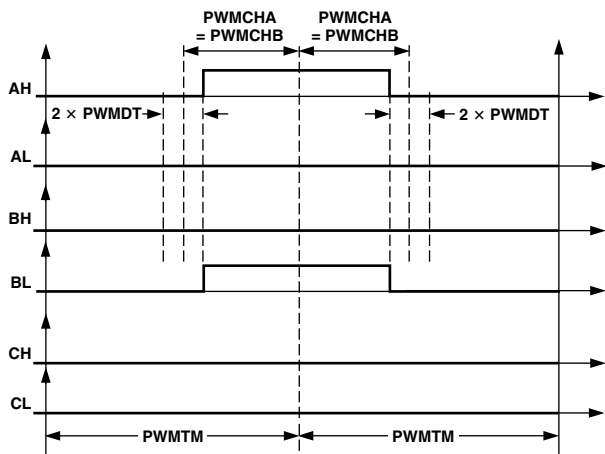 PWMCHA PWMCHA
= PWMCHB = PWMCHB
AH
2 × PWMDT 2 × PWMDT
AL
BH
BL
CH
CL
PWMTM PWMTM